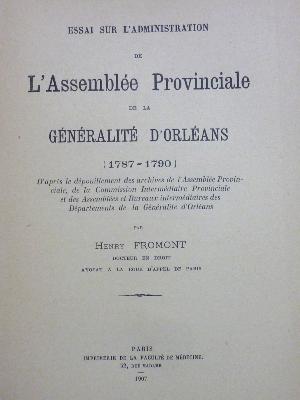 ESSAI SUR L'ADMINISTRATION
DE
L'Assemblée Provinciale
DE LA
GÉNÉRALITÉ D'ORLÉANS
(1787-1790)
D'après le dépouillement des archives de l'Assemblée Provin-
ciale, de la Commission Intermédiaire Provinciale
et des Assemblées et Bureaux intermédiaires des
Départements de la Généralité d'Orléans
PAR
HENRY FROMONT
DOCTEUR EN DROIT
AVOCAT A LA COUR D'APPEL DE PARIS
PARIS
IMPRIMERIE DE LA FACULTÉ DE MÉDECINE
52, RUE MADAME
1907